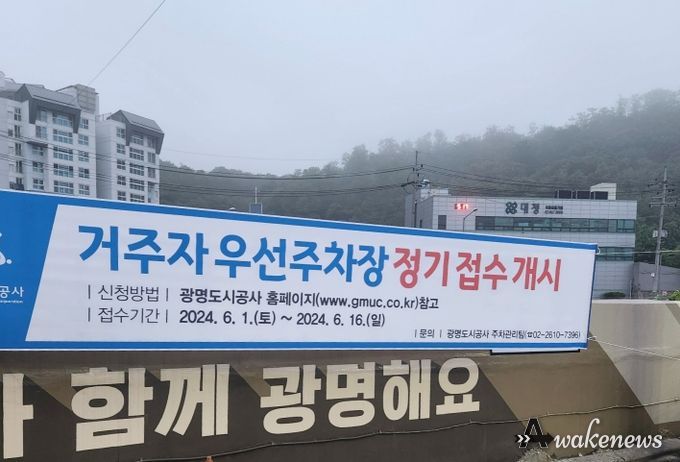 대정
거주자 우선주차장 정기 접수 개시
| 신청방법 | 광명도시공사 홈페이지(www.gmuc.co.kr)참고
| 접수기간 | 2024. 6. 1.(토) ~ 2024. 6. 16.(일)
공사
| 문의 | 광명도시공사 주차관리팀(☎02-2610-7396)
함께 광명해요
Awakenews